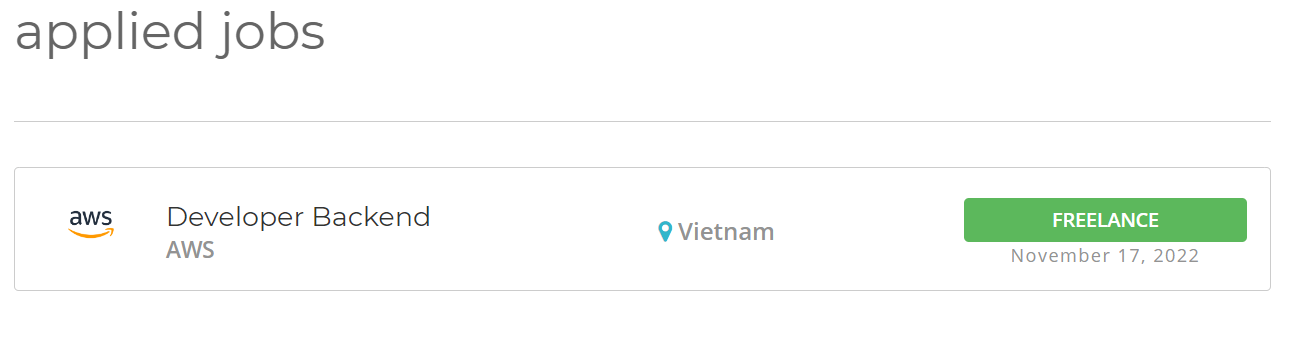 applied jobs
aws
Developer Backend
AWS
Vietnam
FREELANCE
November 17, 2022